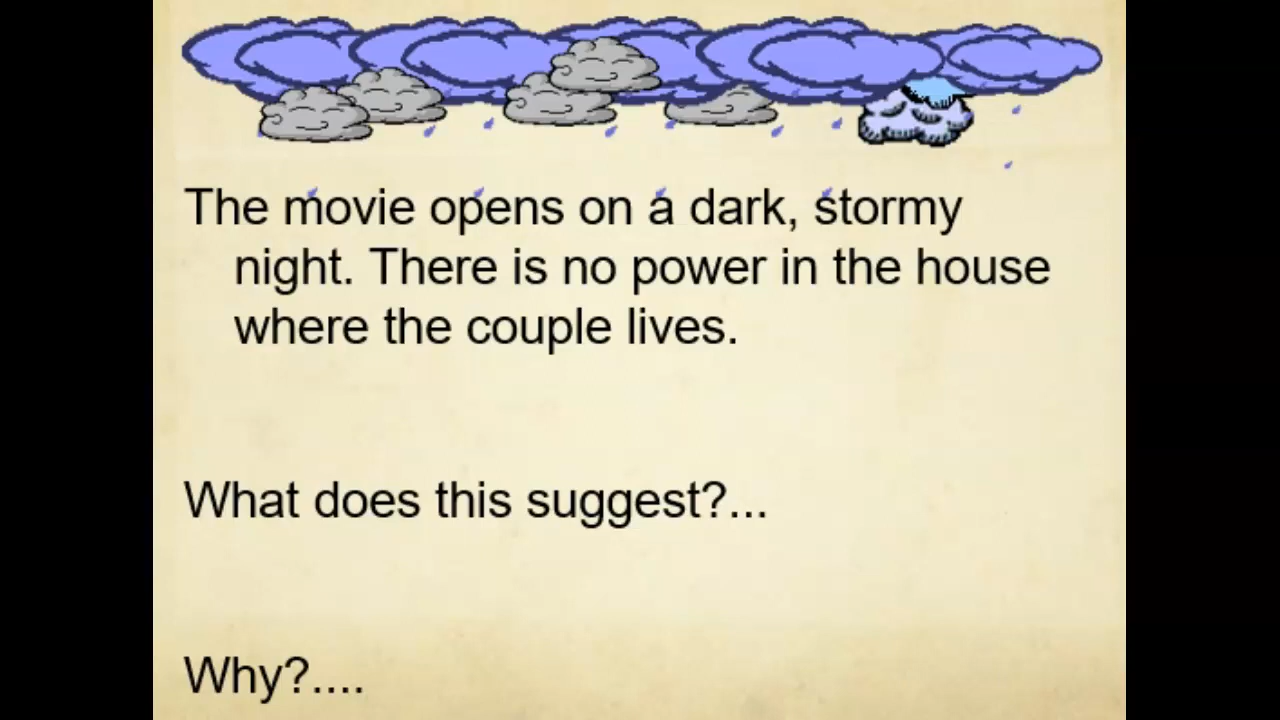 The movie opens on a dark, stormy
night. There is no power in the house
where the couple lives.
What does this suggest?...
Why?....